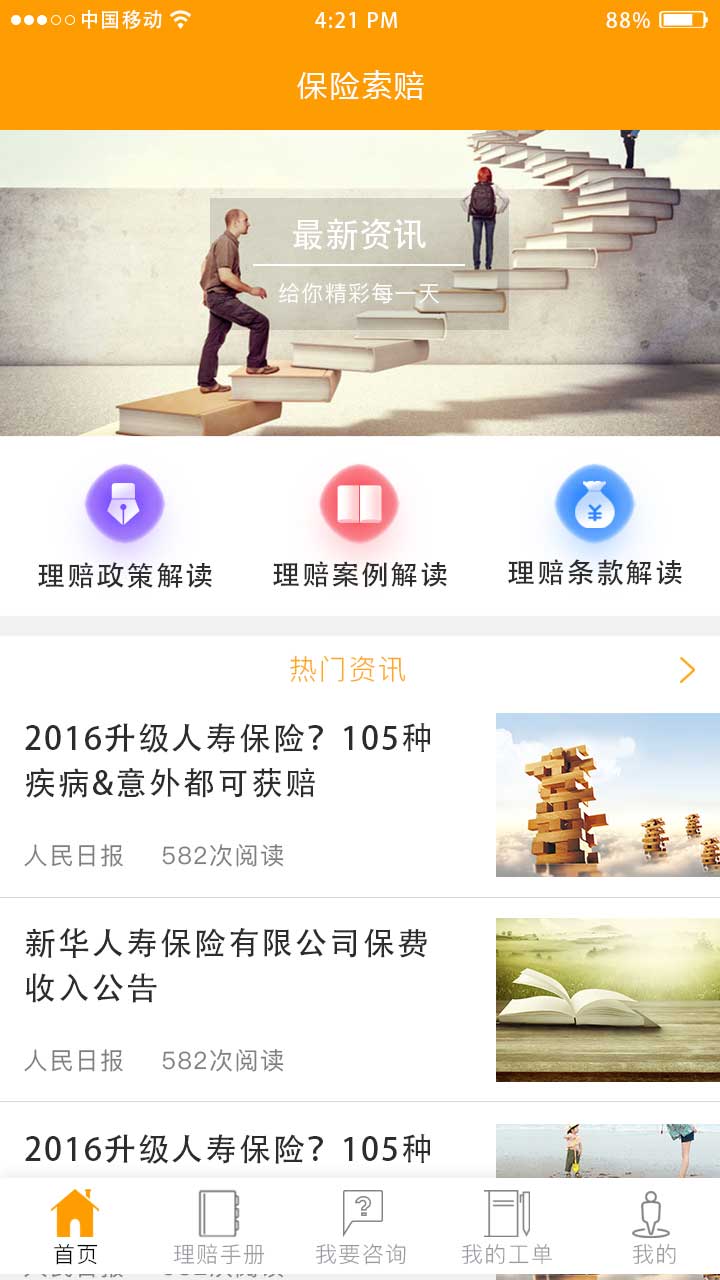 中国移动
4:21 PM
88%
保险索赔
最新资讯
给你精彩每一天
理赔政策解读
理赔案例解读
理赔条款解读
热门资讯
2016升级人寿保险？105种
疾病&意外都可获赔
人民日报 582次阅读
新华人寿保险有限公司保费
收入公告
人民日报 582次阅读
2016升级人寿保险？105种
首页
理赔手册
我要咨询
我的工单
我的